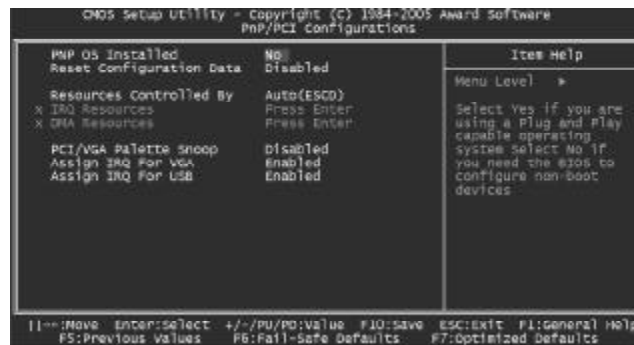 CMOS Setup Utility - Copyright (C) 1984-2005 Award Software
PnP/PCI Configurations
PNP OS Installed No
Reset Configuration Data Disabled
Resources Controlled By Auto(ESCD)
x IRQ Resources Press Enter
x DMA Resources Press Enter
PCI/VGA Palette Snoop Disabled
Assign IRQ For VGA Enabled
Assign IRQ For USB Enabled
Item Help
Menu Level
Select Yes if you are
using a Plug and Play
capable operating
system Select No if
you need the BIOS to
configure non-boot
devices
:Move Enter:Select +/-/PU/PD:Value F10:Save ESC:Exit F1:General Help
F5:Previous Values F6:Fail-Safe Defaults F7:Optimized Defaults